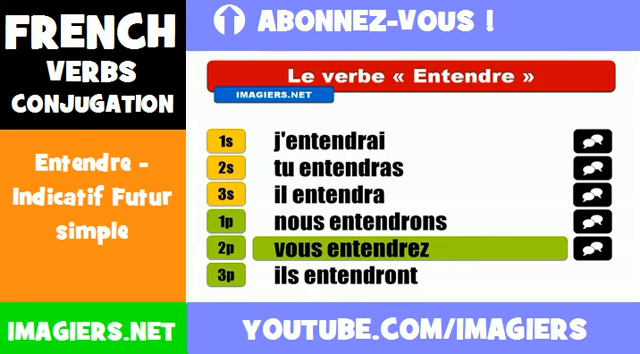 FRENCH
VERBS
CONJUGATION
Entendre -
Indicatif Futur
simple
IMAGIERS.NET
ABONNEZ-VOUS !
Le verbe « Entendre »
IMAGIERS.NET
1s j'entendrai
2s tu entendras
3s il entendra
1p nous entendrons
2p vous entendrez
3p ils entendront
YOUTUBE.COM/IMAGIERS